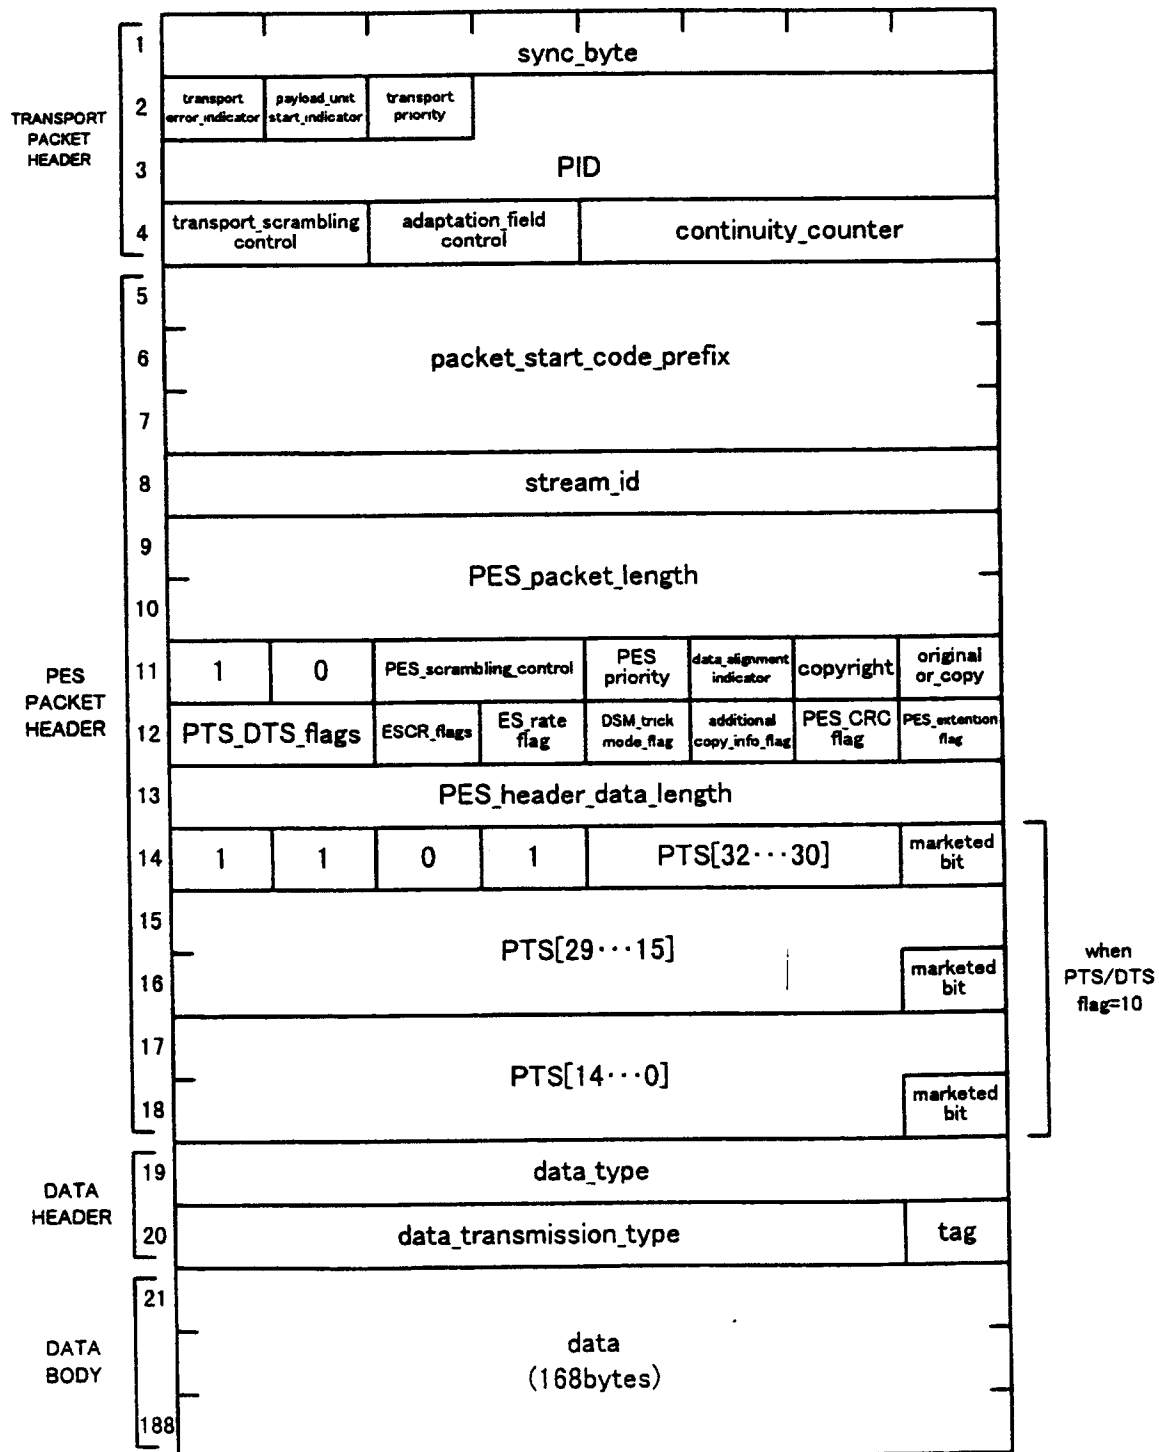 1
sync_byte
TRANSPORT
PACKET
HEADER
2
transport
error_indicator
payload_unit
start_indicator
transport
priority
3
PID
4
transport_scrambling
control
adaptation_field
control
continuity_counter
5
6
packet_start_code_prefix
7
8
stream_id
9
PES_packet_length
10
PES
PACKET
HEADER
11
1
0
PES_scrambling_control
PES
priority
data_alignment
indicator
copyright
original
or_copy
12
PTS_DTS_flags
ESCR_flags
ES_rate
flag
DSM_trick
mode_flag
additional
copy_info_flag
PES_CRC
flag
PES_extention
flag
13
PES_header_data_length
14
1
1
0
1
PTS[32···30]
marketed
bit
15
PTS[29···15]
16
marketed
bit
when
PTS/DTS
flag=10
17
PTS[14···0]
18
marketed
bit
DATA
HEADER
19
data_type
20
data_transmission_type
tag
21
DATA
BODY
data
(168bytes)
188